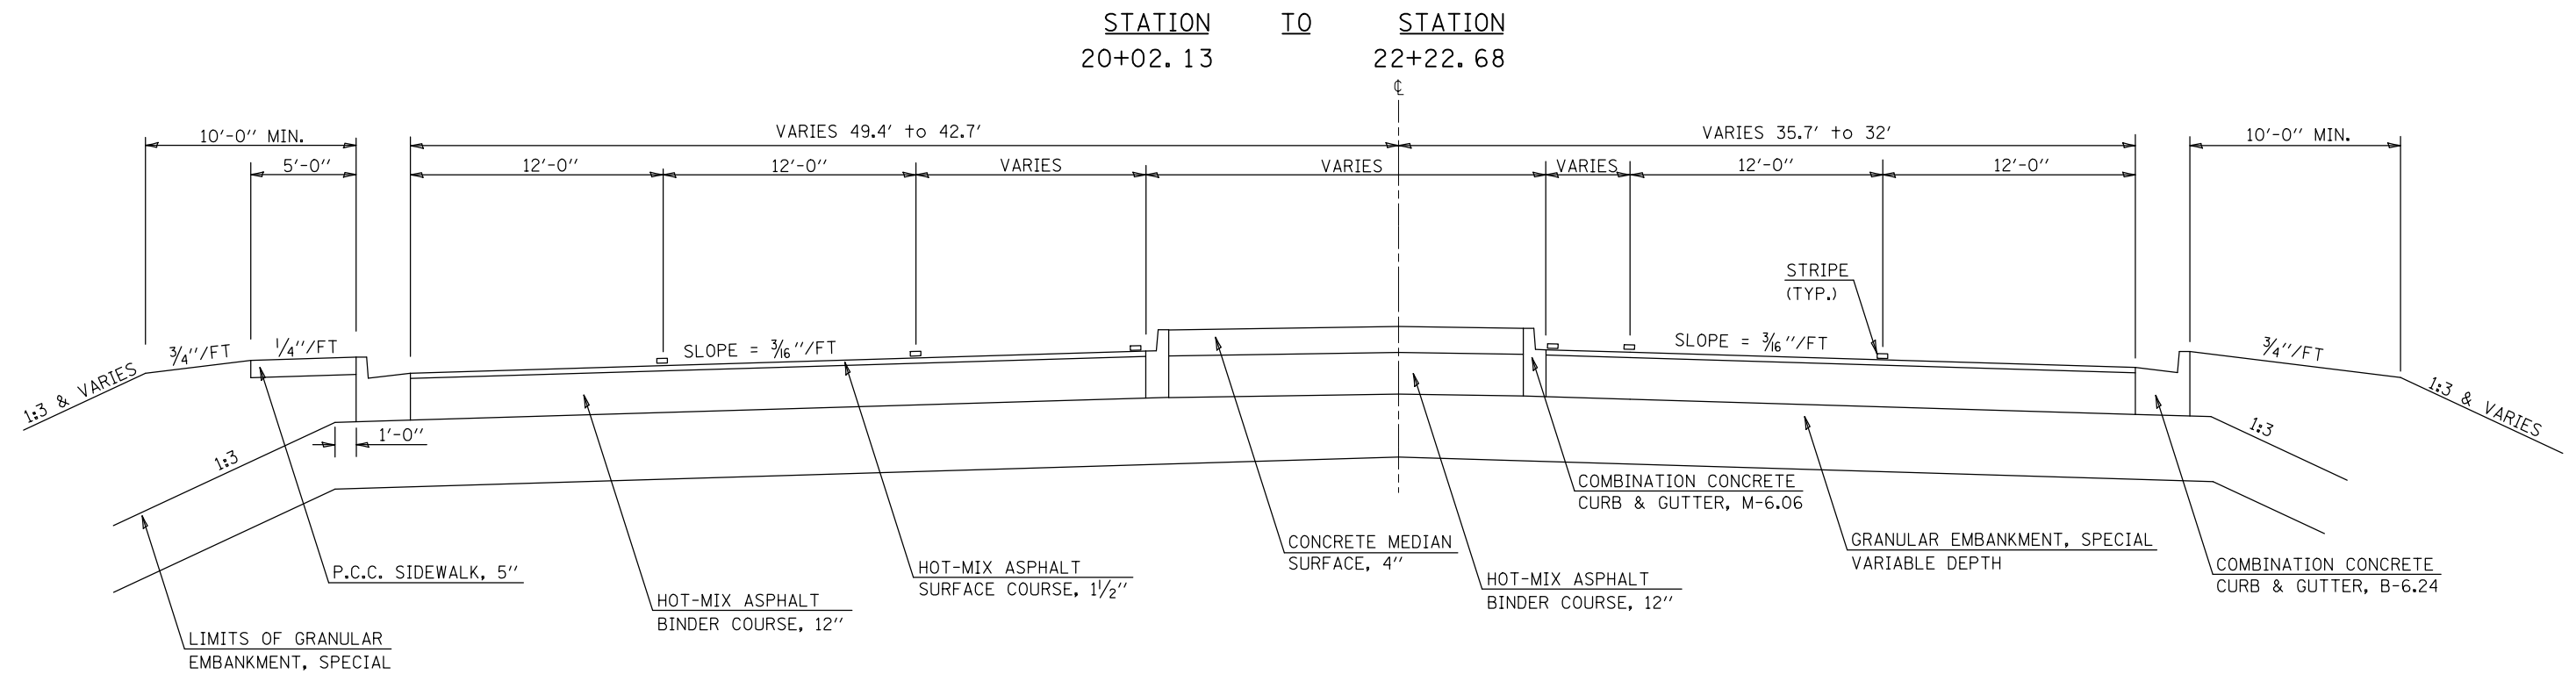 STATION TO STATION
20+02.13 22+22.68
℄
10'-0" MIN.
VARIES 49.4' to 42.7'
VARIES 35.7' to 32'
10'-0" MIN.
5'-0"
12'-0"
12'-0"
VARIES
VARIES
VARIES
12'-0"
12'-0"
STRIPE
(TYP.)
1:3 & VARIES
3/4"/FT
1/4"/FT
SLOPE = 3/16"/FT
SLOPE = 3/16"/FT
3/4"/FT
1:3 & VARIES
1'-0"
1:3
1:3
COMBINATION CONCRETE
CURB & GUTTER, M-6.06
CONCRETE MEDIAN
SURFACE, 4"
GRANULAR EMBANKMENT, SPECIAL
VARIABLE DEPTH
COMBINATION CONCRETE
CURB & GUTTER, B-6.24
P.C.C. SIDEWALK, 5"
HOT-MIX ASPHALT
SURFACE COURSE, 1 1/2"
HOT-MIX ASPHALT
BINDER COURSE, 12"
HOT-MIX ASPHALT
BINDER COURSE, 12"
LIMITS OF GRANULAR
EMBANKMENT, SPECIAL